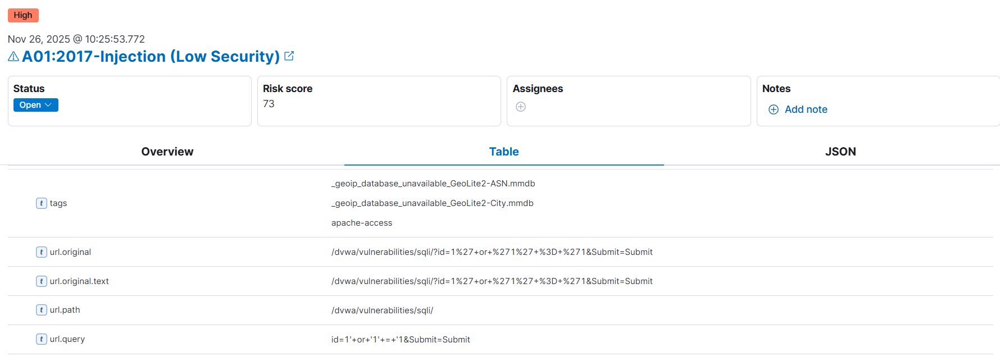 High
Nov 26, 2025 @ 10:25:53.772
A01:2017-Injection (Low Security)
Status
Open
Risk score
73
Assignees
Notes
Add note
Overview Table JSON
_geoip_database_unavailable_GeoLite2-ASN.mmdb
t tags _geoip_database_unavailable_GeoLite2-City.mmdb
apache-access
t url.original /dvwa/vulnerabilities/sqli/?id=1%27+or+%271%27+%3D+%271&Submit=Submit
t url.original.text /dvwa/vulnerabilities/sqli/?id=1%27+or+%271%27+%3D+%271&Submit=Submit
t url.path /dvwa/vulnerabilities/sqli/
t url.query id=1'+or+'1'+=+'1&Submit=Submit